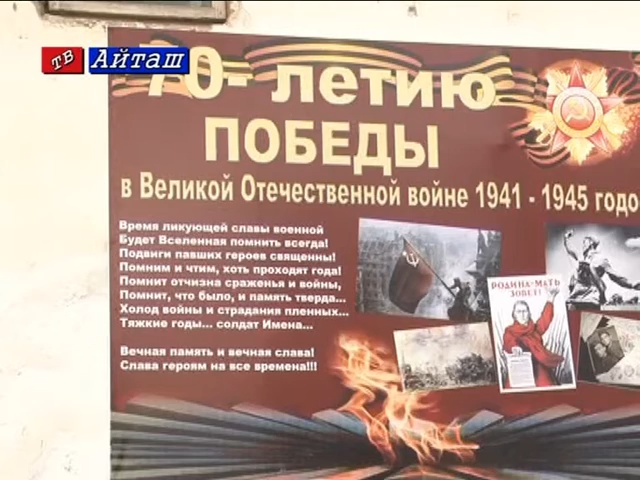 ТВ Айташ
70- летию
ПОБЕДЫ
в Великой Отечественной войне 1941 - 1945 годо
Время ликующей славы военной
Будет Вселенная помнить всегда!
Подвиги павших героев священны!
Помним и чтим, хоть проходят года!
Помнит отчизна сраженья и войны,
Помнит, что было, и память тверда...
Холод войны и страдания пленных...
Тяжкие годы... солдат Имена...
Вечная память и вечная слава!
Слава героям на все времена!!!
РОДИНА-МАТЬ
ЗОВЕТ!